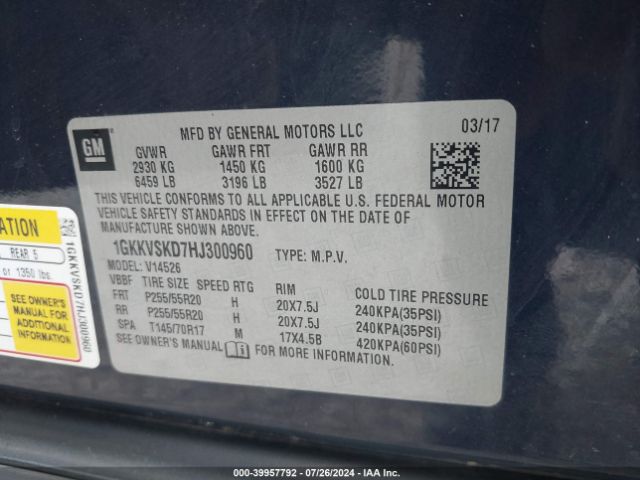 GM
MFD BY GENERAL MOTORS LLC 03/17
GVWR GAWR FRT GAWR RR
2930 KG 1450 KG 1600 KG
6459 LB 3196 LB 3527 LB
THIS VEHICLE CONFORMS TO ALL APPLICABLE U.S. FEDERAL MOTOR
VEHICLE SAFETY STANDARDS IN EFFECT ON THE DATE OF
MANUFACTURE SHOWN ABOVE.
1GKKVSKD7HJ300960 TYPE: M.P.V.
MODEL: V14526
VBBF TIRE SIZE SPEED RTG RIM COLD TIRE PRESSURE
FRT P255/55R20 H 20X7.5J 240KPA(35PSI)
RR P255/55R20 H 20X7.5J 240KPA(35PSI)
SPA T145/70R17 M 17X4.5B 420KPA(60PSI)
SEE OWNER'S MANUAL FOR MORE INFORMATION.
ATION
REAR 5
or 1350 lbs.
SEE OWNER'S
MANUAL FOR
ADDITIONAL
INFORMATION
1GKKVSKD7HJ300960
000-39957792 - 07/26/2024 - IAA Inc.